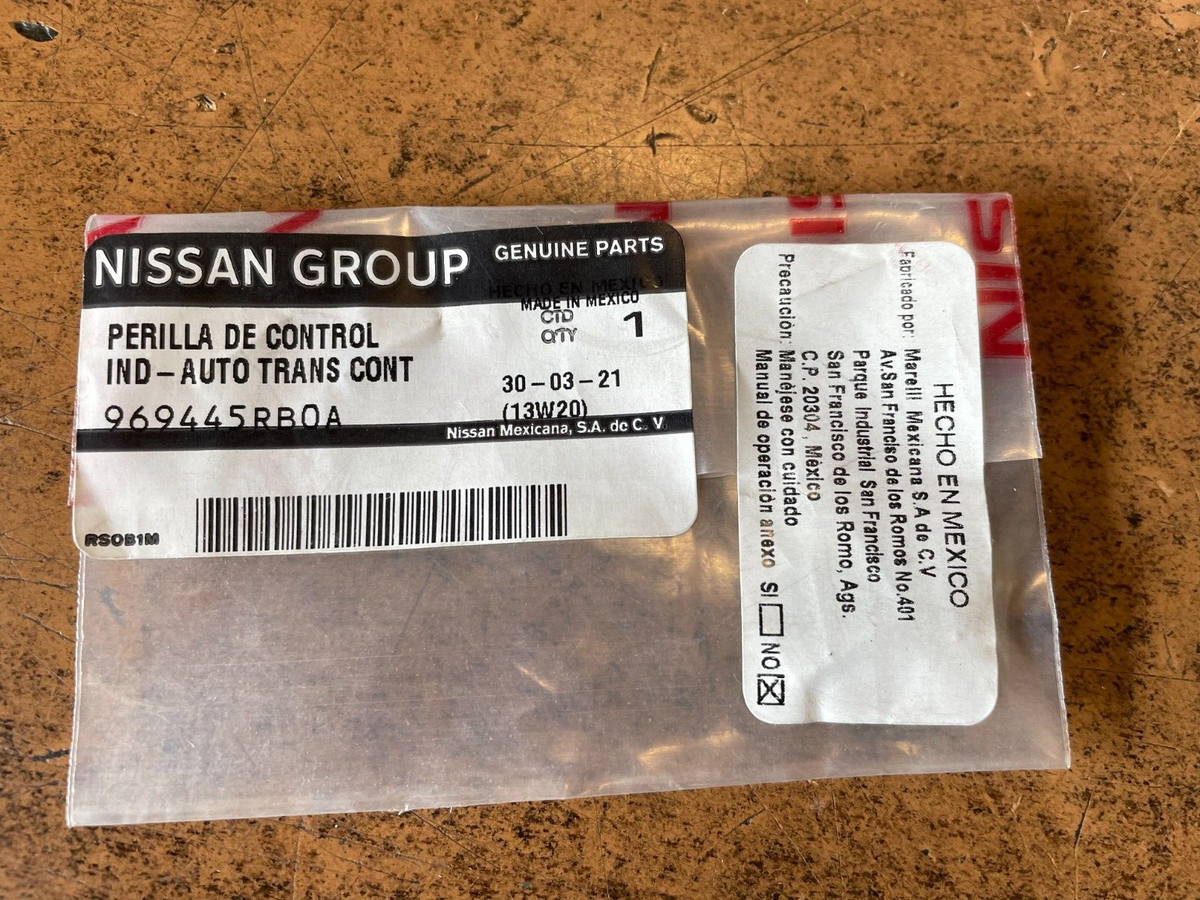 NISSAN GROUP
GENUINE PARTS
HECHO EN MEXICO
MADE IN MEXICO
PERILLA DE CONTROL
CTD
QTY
1
IND-AUTO TRANS CONT
30-03-21
969445RB0A
(13W20)
Nissan Mexicana, S.A. de C. V.
RSOB1M
HECHO EN MEXICO
Fabricado por: Marelli Mexicana S.A de C.V
Av.San Franciso de los Romos No.401
Parque Industrial San Francisco
San Francisco de los Romo, Ags.
C.P. 20304, Mèxico
Precaución: Manèjese con cuidado
Manual de operación anexo SI NO